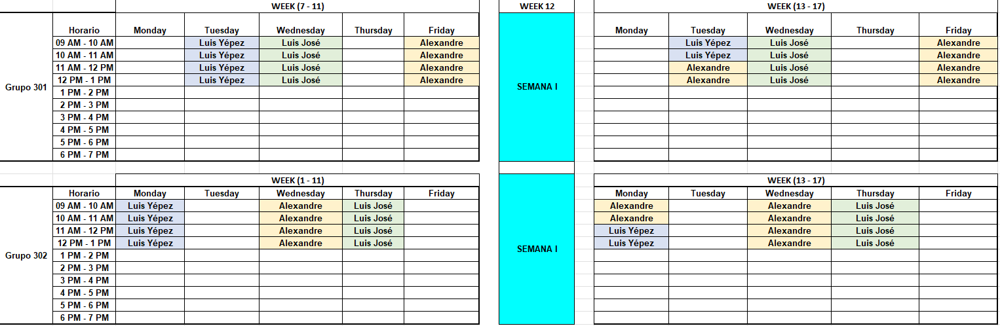 WEEK (7 - 11) WEEK 12 WEEK (13 - 17)
Horario Monday Tuesday Wednesday Thursday Friday Monday Tuesday Wednesday Thursday Friday
09 AM - 10 AM Luis Yépez Luis José Alexandre Luis Yépez Luis José Alexandre
10 AM - 11 AM Luis Yépez Luis José Alexandre Luis Yépez Luis José Alexandre
11 AM - 12 PM Luis Yépez Luis José Alexandre Alexandre Luis José Alexandre
12 PM - 1 PM Luis Yépez Luis José Alexandre Alexandre Luis José Alexandre
Grupo 301 1 PM - 2 PM SEMANA I
2 PM - 3 PM
3 PM - 4 PM
4 PM - 5 PM
5 PM - 6 PM
6 PM - 7 PM
WEEK (1 - 11) WEEK (13 - 17)
Horario Monday Tuesday Wednesday Thursday Friday Monday Tuesday Wednesday Thursday Friday
09 AM - 10 AM Luis Yépez Alexandre Luis José Alexandre Alexandre Luis José
10 AM - 11 AM Luis Yépez Alexandre Luis José Alexandre Alexandre Luis José
11 AM - 12 PM Luis Yépez Alexandre Luis José Luis Yépez Alexandre Luis José
12 PM - 1 PM Luis Yépez Alexandre Luis José SEMANA I Luis Yépez Alexandre Luis José
Grupo 302 1 PM - 2 PM
2 PM - 3 PM
3 PM - 4 PM
4 PM - 5 PM
5 PM - 6 PM
6 PM - 7 PM